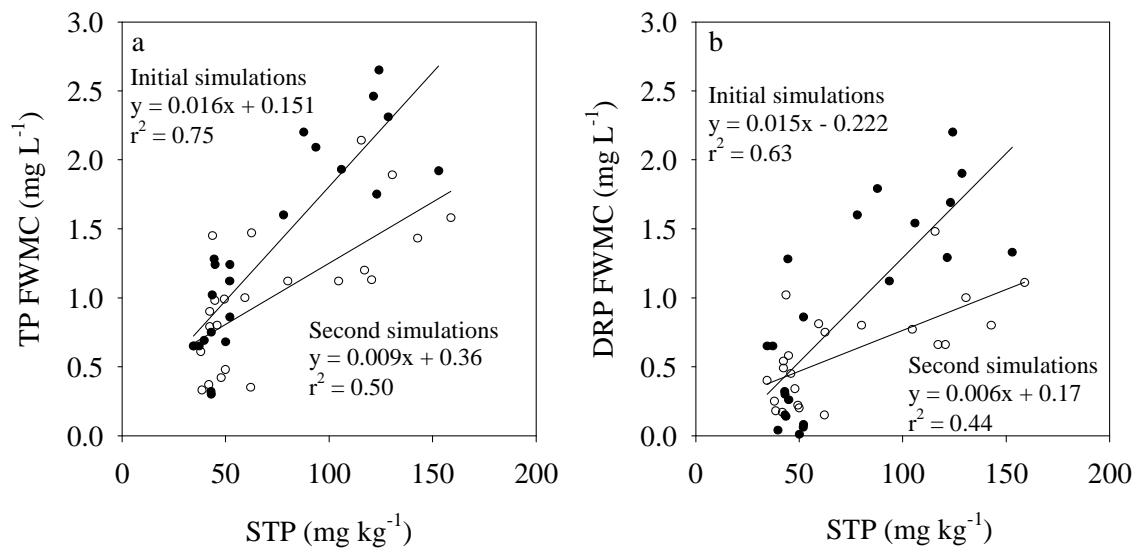 a
Initial simulations
y = 0.016x + 0.151
r² = 0.75
Second simulations
y = 0.009x + 0.36
r² = 0.50
TP FWMC (mg L⁻¹)
3.0
2.5
2.0
1.5
1.0
0.5
0.0
0 50 100 150 200
STP (mg kg⁻¹)
b
Initial simulations
y = 0.015x - 0.222
r² = 0.63
Second simulations
y = 0.006x + 0.17
r² = 0.44
DRP FWMC (mg L⁻¹)
3.0
2.5
2.0
1.5
1.0
0.5
0.0
0 50 100 150 200
STP (mg kg⁻¹)